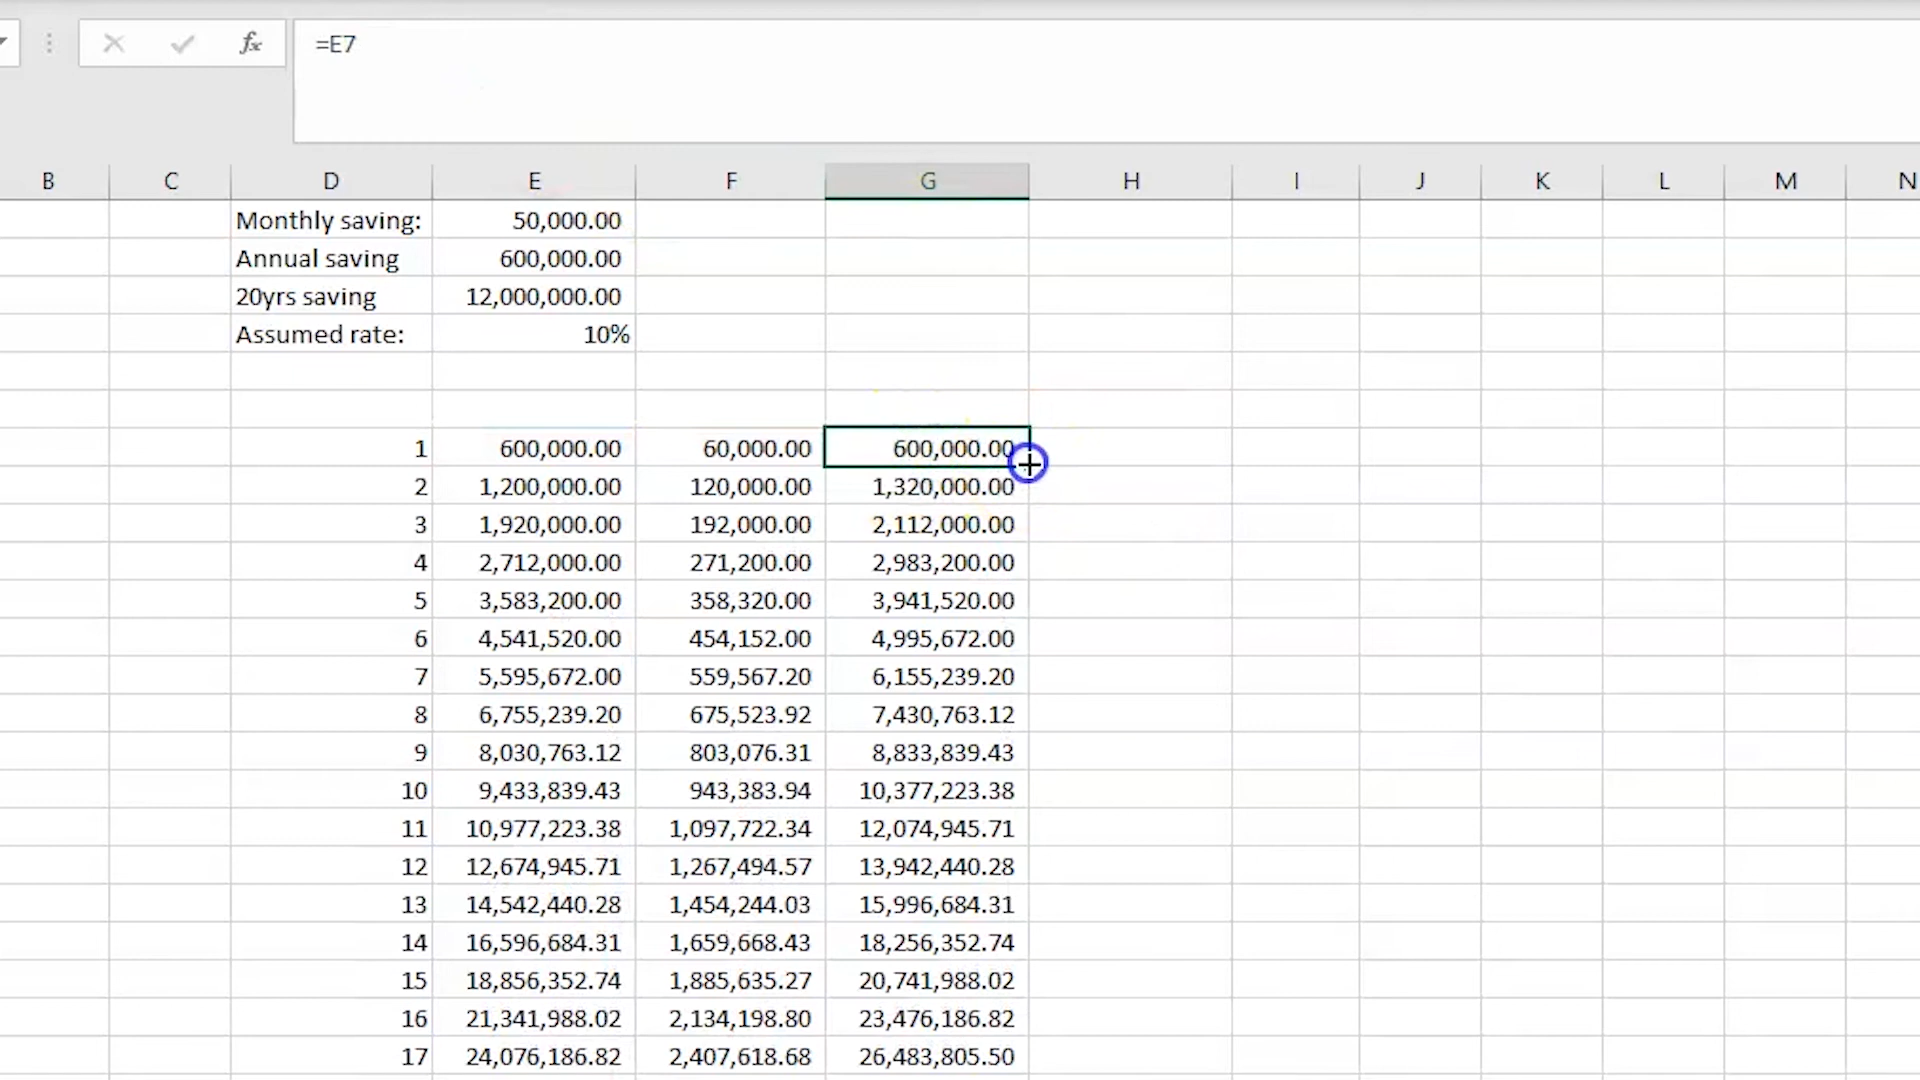 fx =E7
B C D E F G H I J K L M N
Monthly saving: 50,000.00
Annual saving 600,000.00
20yrs saving 12,000,000.00
Assumed rate: 10%
1 600,000.00 60,000.00 600,000.00
2 1,200,000.00 120,000.00 1,320,000.00
3 1,920,000.00 192,000.00 2,112,000.00
4 2,712,000.00 271,200.00 2,983,200.00
5 3,583,200.00 358,320.00 3,941,520.00
6 4,541,520.00 454,152.00 4,995,672.00
7 5,595,672.00 559,567.20 6,155,239.20
8 6,755,239.20 675,523.92 7,430,763.12
9 8,030,763.12 803,076.31 8,833,839.43
10 9,433,839.43 943,383.94 10,377,223.38
11 10,977,223.38 1,097,722.34 12,074,945.71
12 12,674,945.71 1,267,494.57 13,942,440.28
13 14,542,440.28 1,454,244.03 15,996,684.31
14 16,596,684.31 1,659,668.43 18,256,352.74
15 18,856,352.74 1,885,635.27 20,741,988.02
16 21,341,988.02 2,134,198.80 23,476,186.82
17 24,076,186.82 2,407,618.68 26,483,805.50